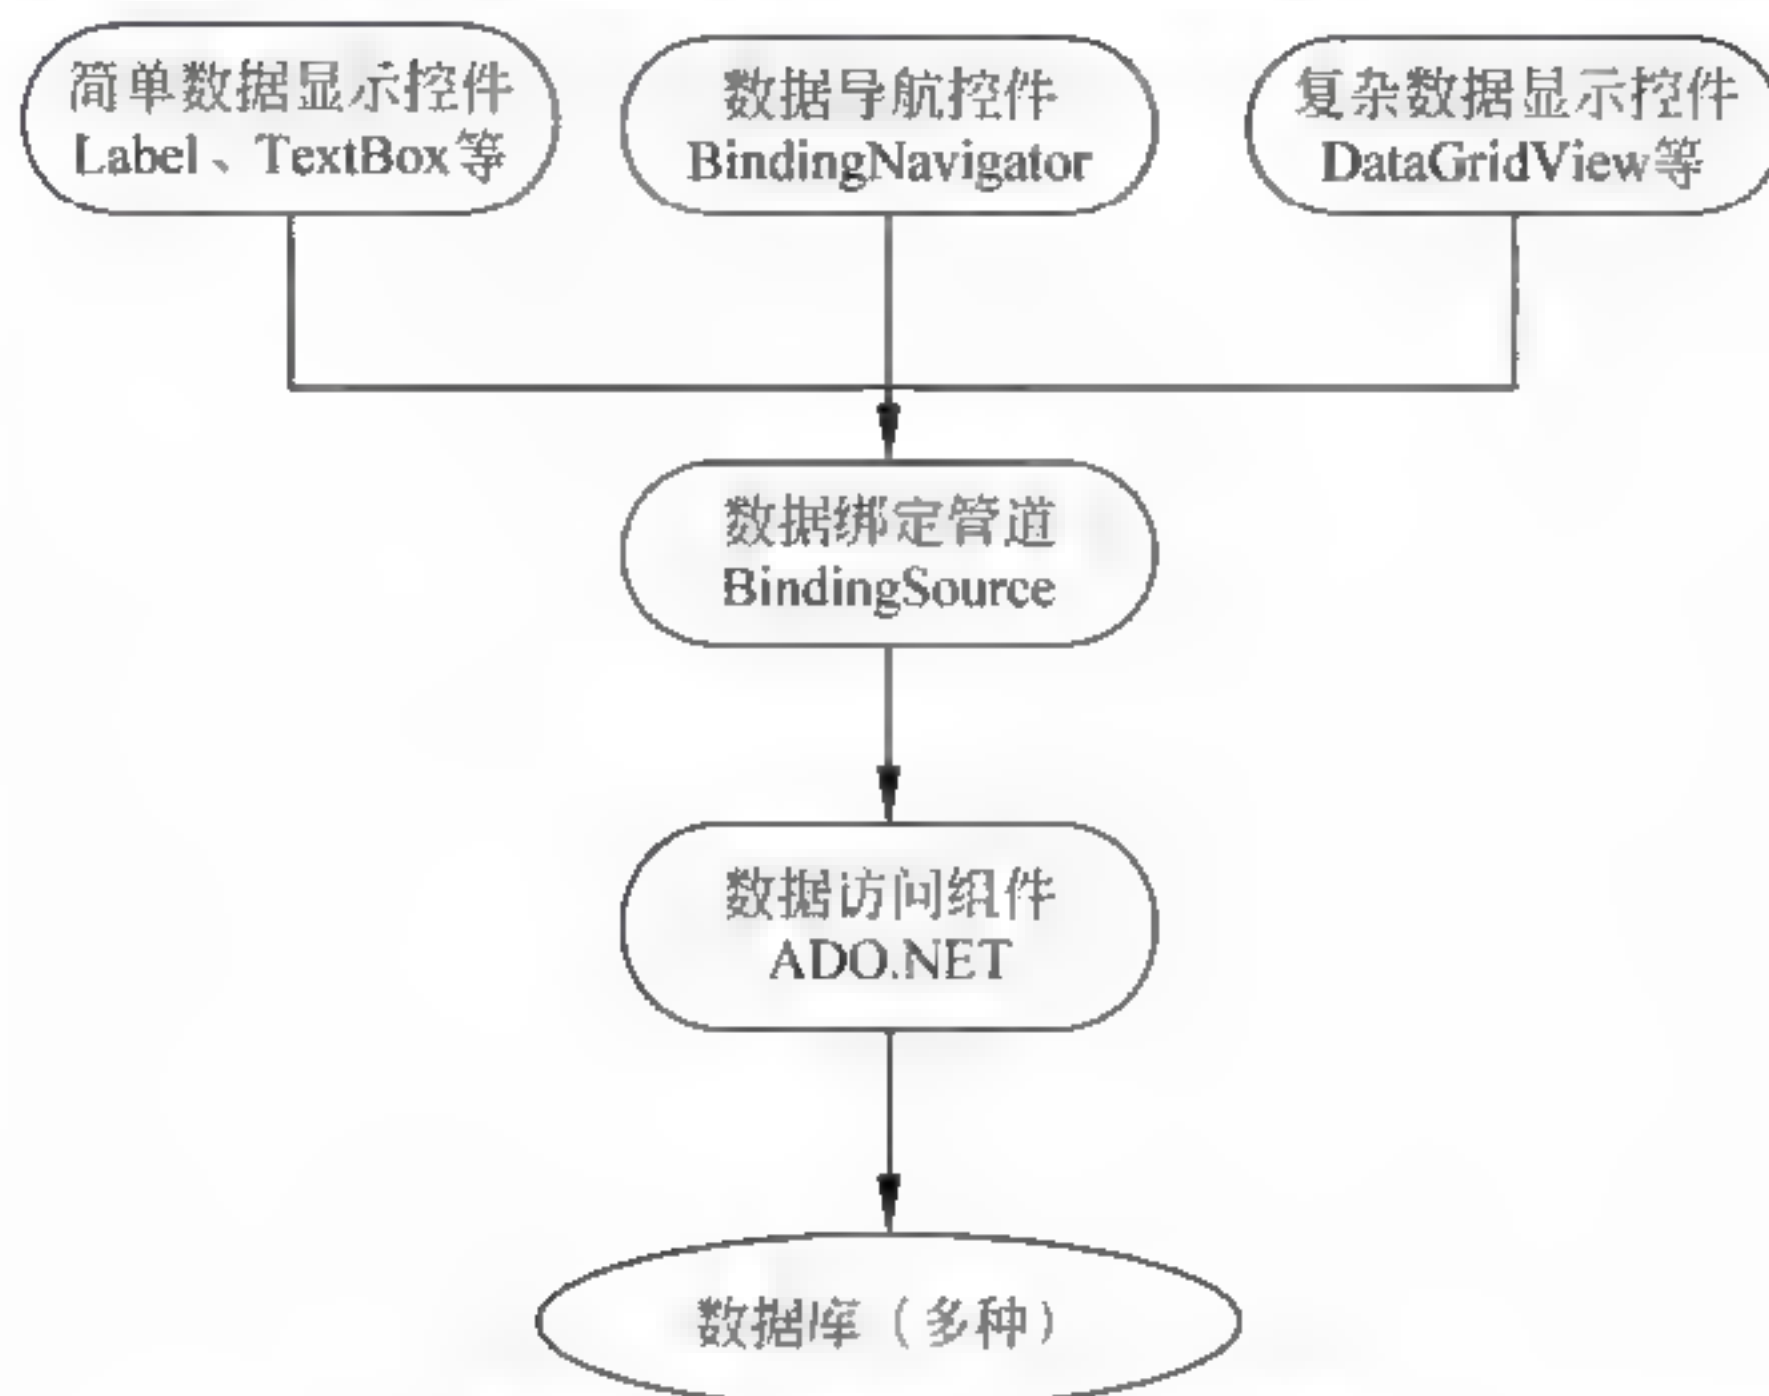 简单数据显示控件
Label、TextBox等
数据导航控件
BindingNavigator
复杂数据显示控件
DataGridView等
数据绑定管道
BindingSource
数据访问组件
ADO.NET
数据库（多种）